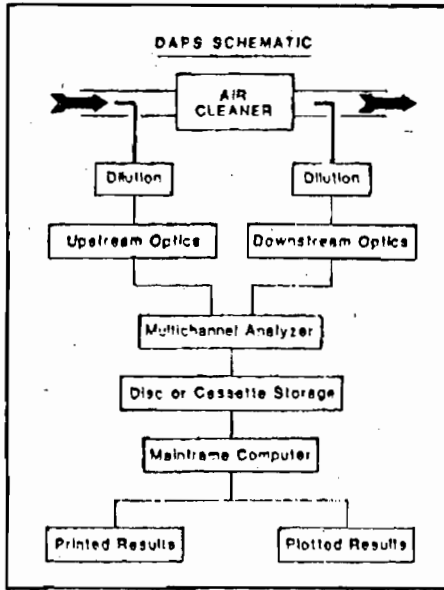 DAPS SCHEMATIC
AIR
CLEANER
Dilution
Dilution
Upstream Optics
Downstream Optics
Multichannel Analyzer
Disc or Cassette Storage
Mainframe Computer
Printed Results
Plotted Results